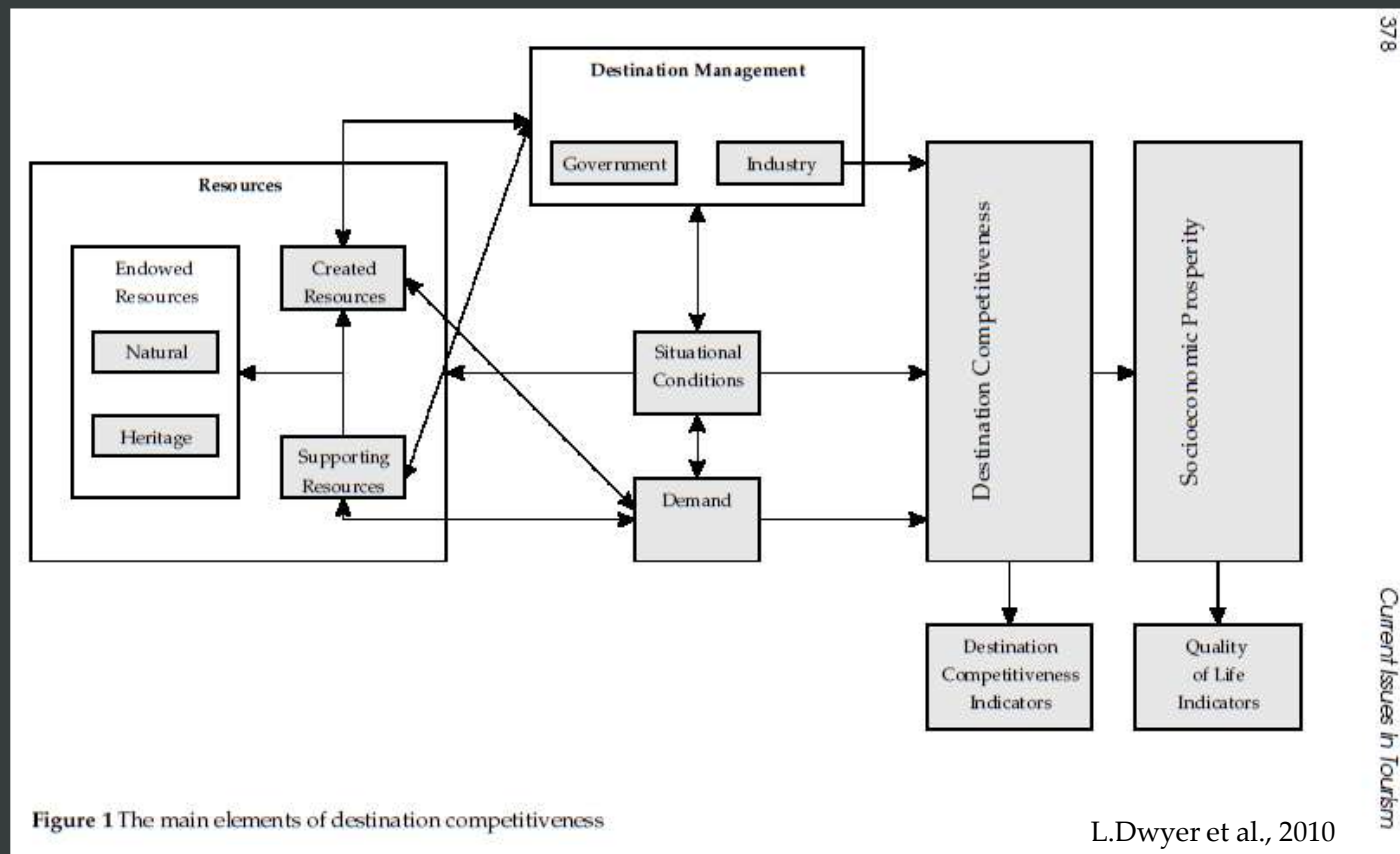 378
Destination Management
Government
Industry
Resources
Endowed
Resources
Natural
Heritage
Created
Resources
Supporting
Resources
Situational
Conditions
Demand
Destination Competitiveness
Socioeconomic Prosperity
Destination
Competitiveness
Indicators
Quality
of Life
Indicators
Current Issues in Tourism
Figure 1 The main elements of destination competitiveness
L.Dwyer et al., 2010